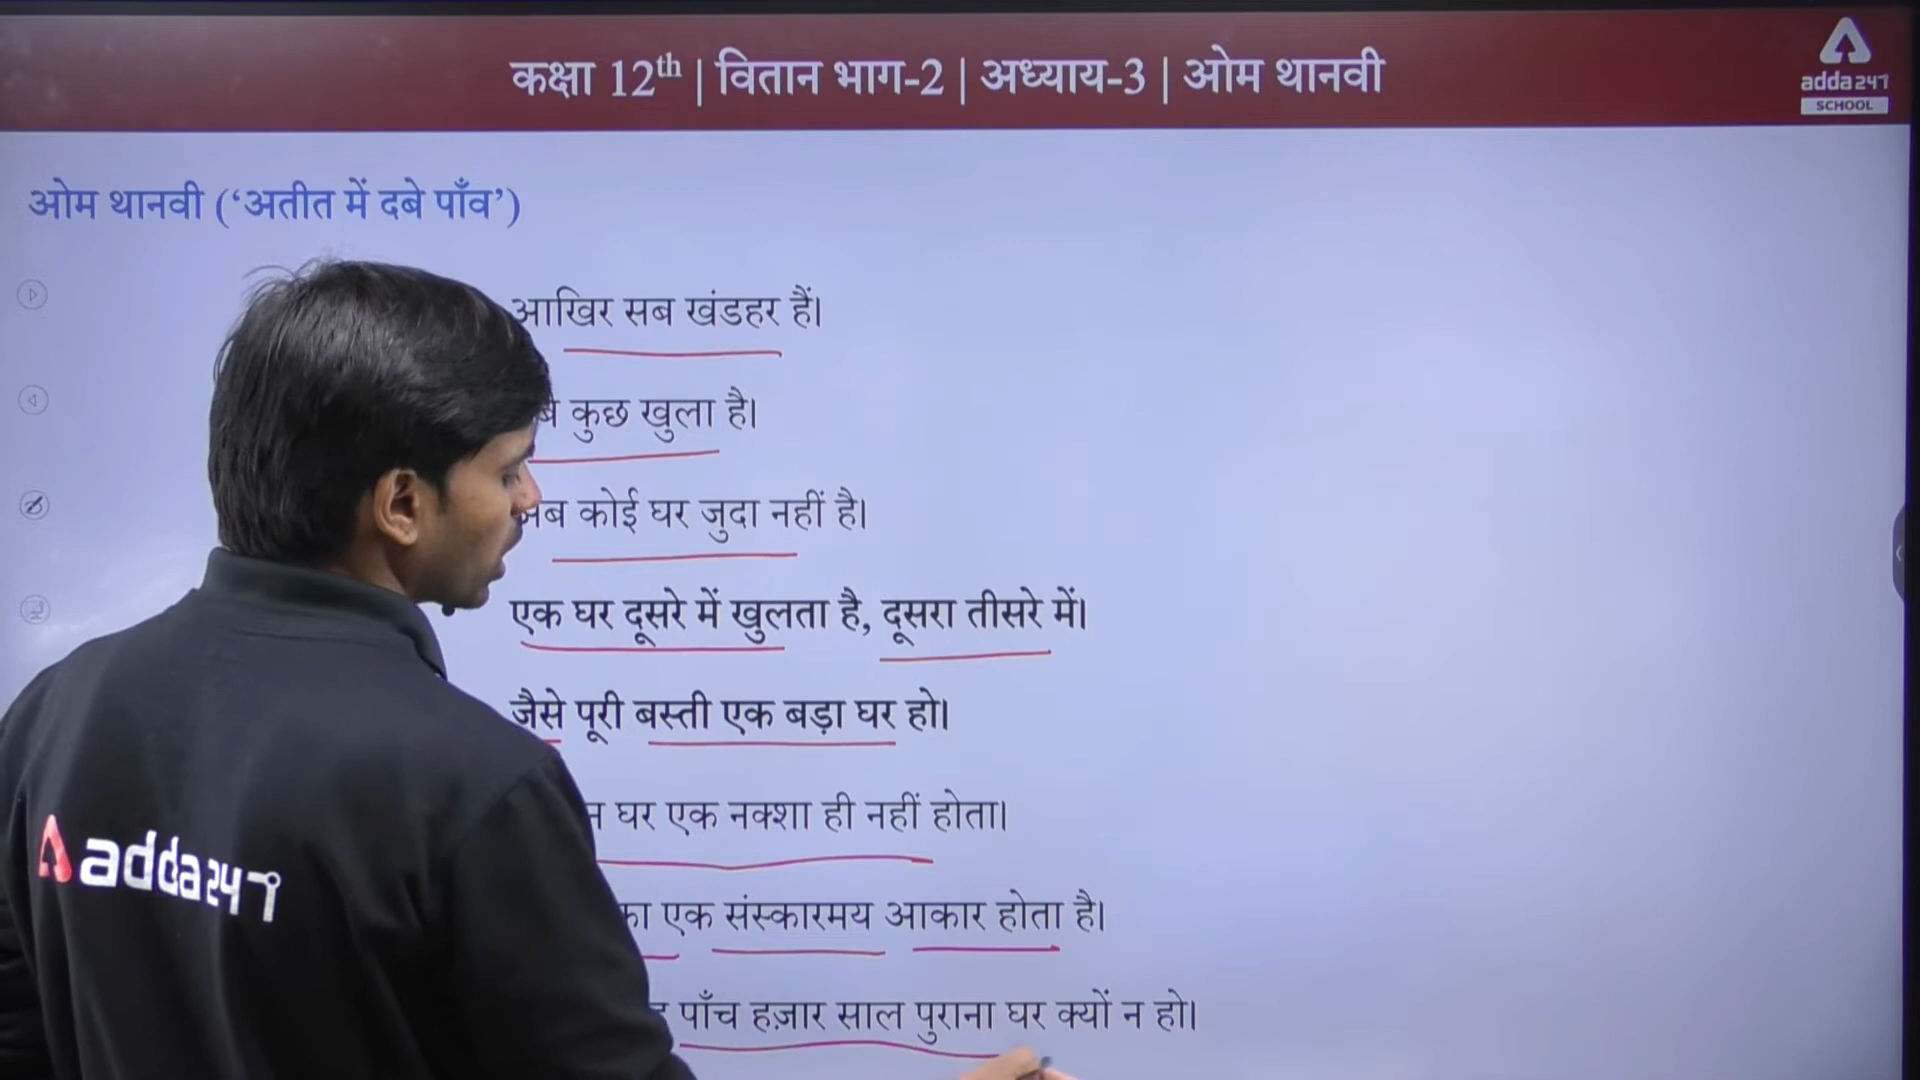 कक्षा 12th | वितान भाग-2 | अध्याय-3 | ओम थानवी
adda247
SCHOOL
ओम थानवी (‘अतीत में दबे पाँव’)
आखिर सब खंडहर हैं।
कुछ खुला है।
अब कोई घर जुदा नहीं है।
एक घर दूसरे में खुलता है, दूसरा तीसरे में।
जैसे पूरी बस्ती एक बड़ा घर हो।
घर एक नक्शा ही नहीं होता।
एक संस्कारमय आकार होता है।
पाँच हज़ार साल पुराना घर क्यों न हो।
adda247